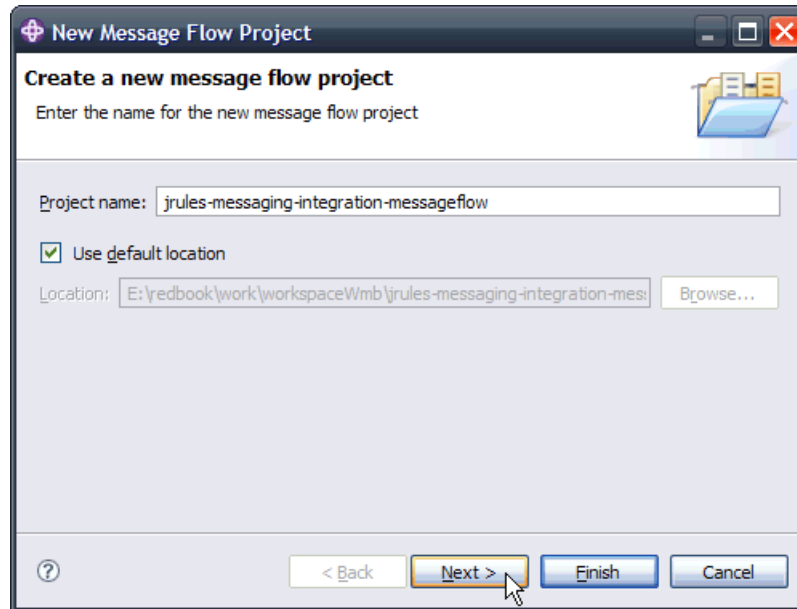 New Message Flow Project
Create a new message flow project
Enter the name for the new message flow project
Project name: jrules-messaging-integration-messageflow
Use default location
Location: E:\redbook\work\workspaceWmb\jrules-messaging-integration-mes Browse...
? < Back Next > Finish Cancel